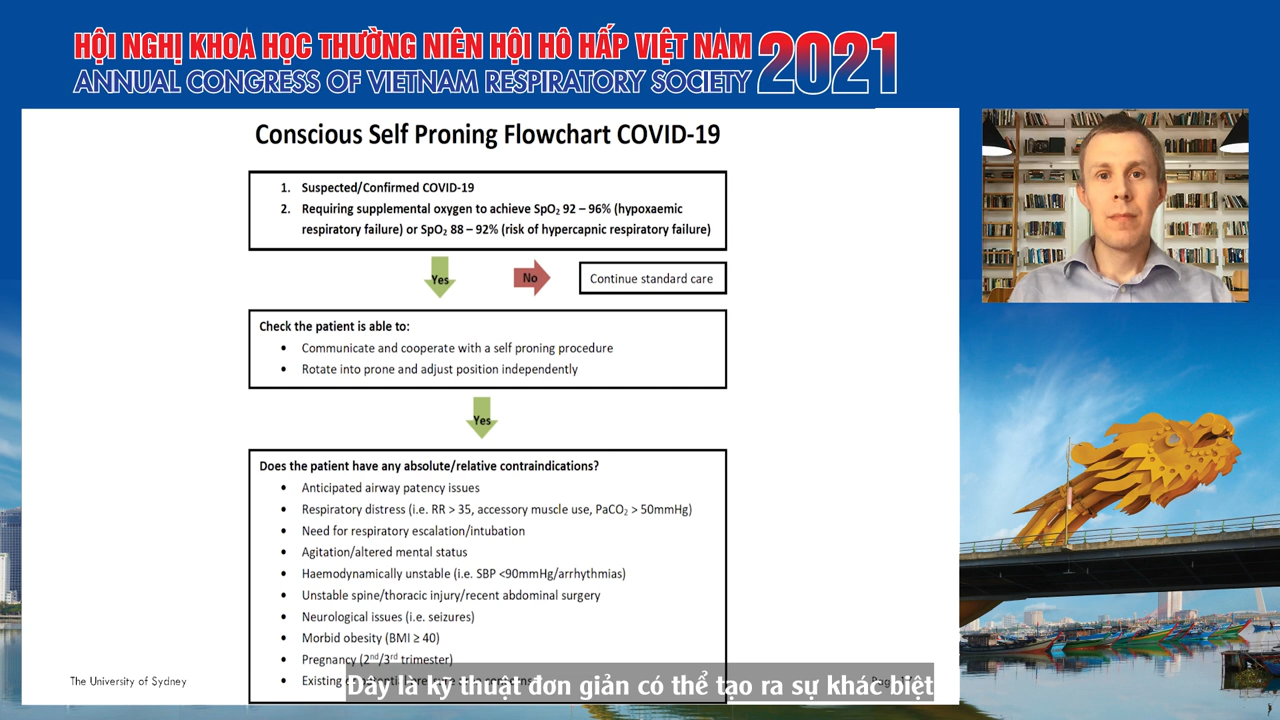 HỘI NGHỊ KHOA HỌC THƯỜNG NIÊN HỘI HÔ HẤP VIỆT NAM 2021
ANNUAL CONGRESS OF VIETNAM RESPIRATORY SOCIETY
Conscious Self Proning Flowchart COVID-19
1. Suspected/Confirmed COVID-19
2. Requiring supplemental oxygen to achieve SpO₂ 92 – 96% (hypoxaemic
respiratory failure) or SpO₂ 88 – 92% (risk of hypercapnic respiratory failure)
Yes
No
Continue standard care
Check the patient is able to:
• Communicate and cooperate with a self proning procedure
• Rotate into prone and adjust position independently
Yes
Does the patient have any absolute/relative contraindications?
• Anticipated airway patency issues
• Respiratory distress (i.e. RR > 35, accessory muscle use, PaCO₂ > 50mmHg)
• Need for respiratory escalation/intubation
• Agitation/altered mental status
• Haemodynamically unstable (i.e. SBP <90mmHg/arrhythmias)
• Unstable spine/thoracic injury/recent abdominal surgery
• Neurological issues (i.e. seizures)
• Morbid obesity (BMI ≥ 40)
• Pregnancy (2nd/3rd trimester)
• Existing
The University of Sydney
Đây là kỹ thuật đơn giản có thể tạo ra sự khác biệt